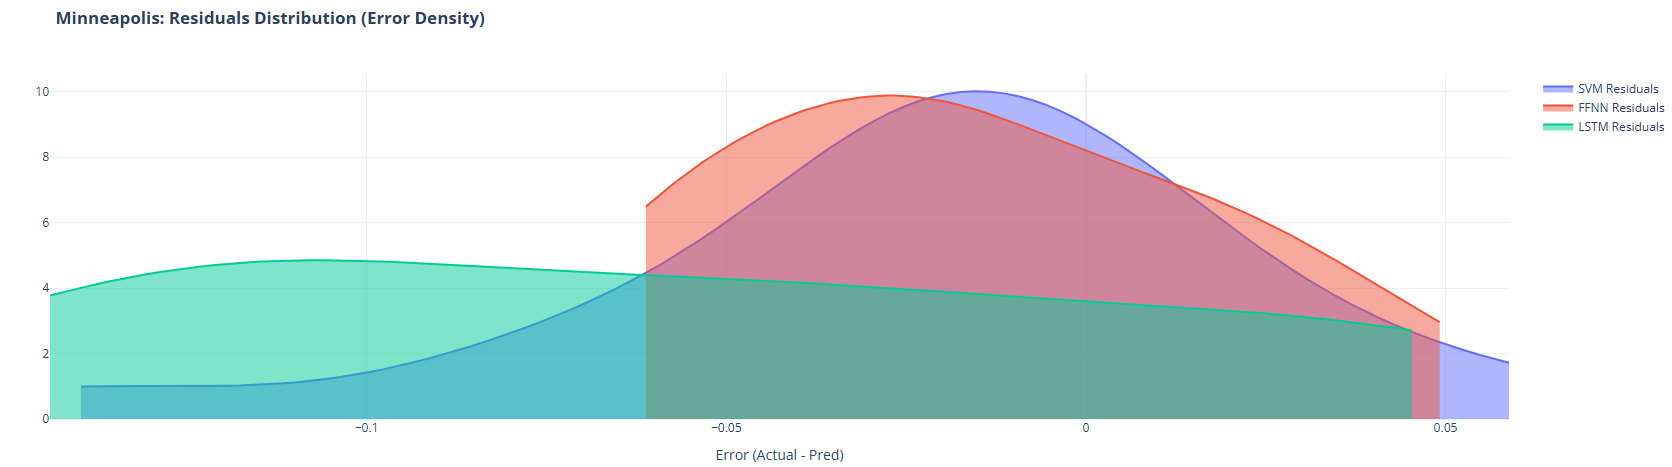 Minneapolis: Residuals Distribution (Error Density)
SVM Residuals
FFNN Residuals
LSTM Residuals
10
8
6
4
2
0
−0.1
−0.05
0
0.05
Error (Actual - Pred)